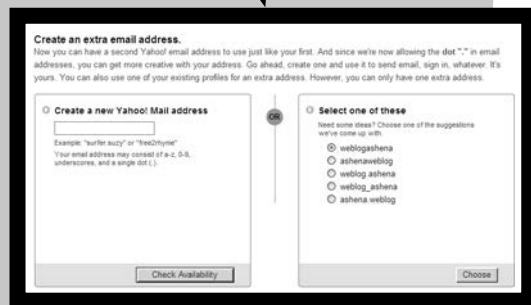 Create an extra email address.
Now you can have a second Yahoo! email address to use just like your first. And since we're now allowing the dot "." in email
addresses, you can get more creative with your address. Go ahead, create one and use it to send email, sign in, whatever. It's
yours. You can also use one of your existing profiles for an extra address. However, you can only have one extra address.
Create a new Yahoo! Mail address
Example: "surfer.suzy" or "free2rhyme"
Your email address may consist of a-z, 0-9,
underscores, and a single dot (.).
Check Availability
OR
Select one of these
Need some ideas? Choose one of the suggestions
we've come up with.
weblogashena
ashenaweblog
weblog.ashena
weblog_ashena
ashena.weblog
Choose